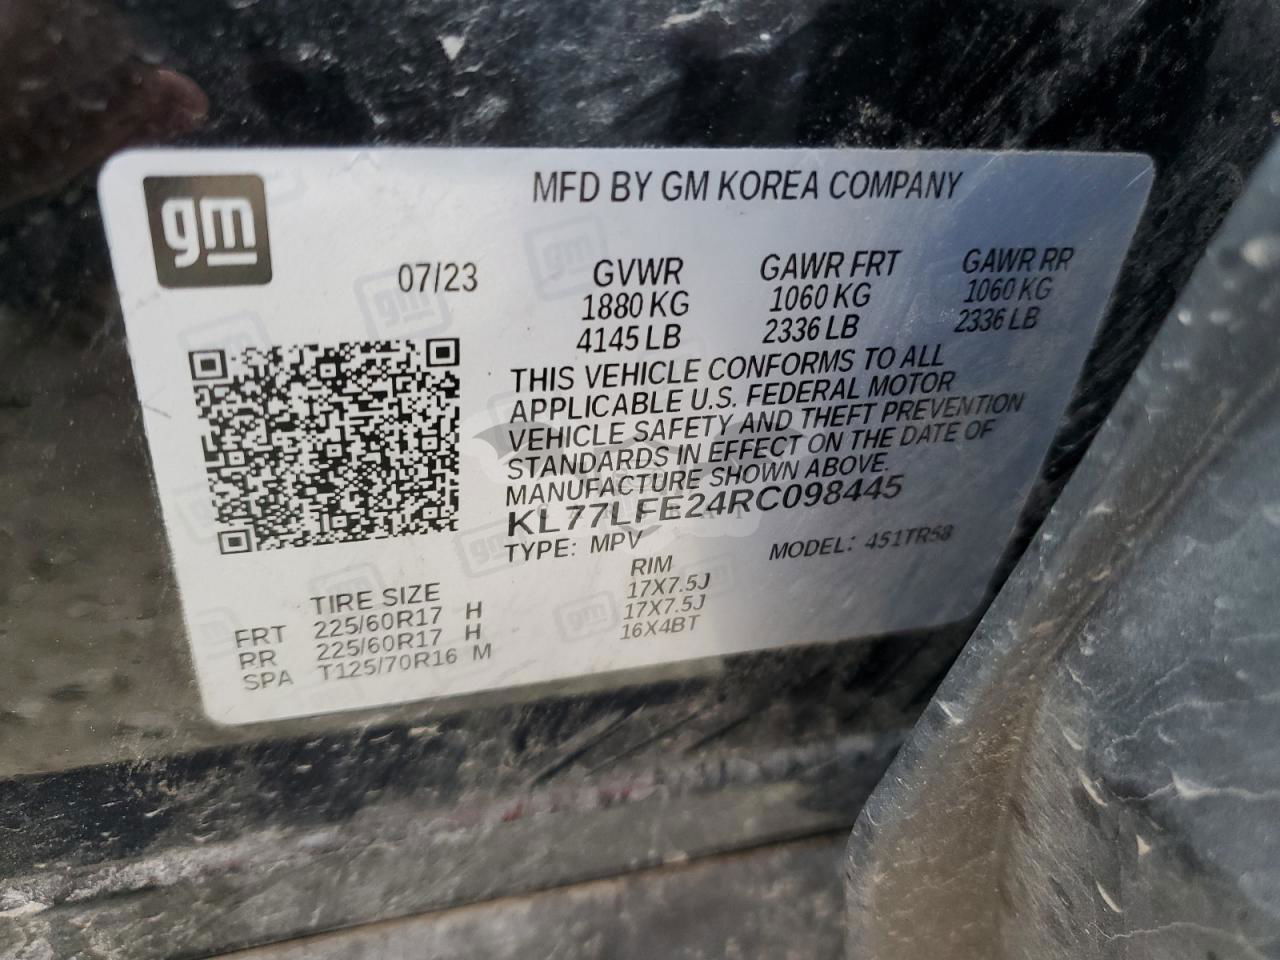 gm
MFD BY GM KOREA COMPANY
07/23
GVWR GAWR FRT GAWR RR
1880 KG 1060 KG 1060 KG
4145 LB 2336 LB 2336 LB
THIS VEHICLE CONFORMS TO ALL
APPLICABLE U.S. FEDERAL MOTOR
VEHICLE SAFETY AND THEFT PREVENTION
STANDARDS IN EFFECT ON THE DATE OF
MANUFACTURE SHOWN ABOVE.
KL77LFE24RC098445
TYPE: MPV MODEL: 451TR58
TIRE SIZE RIM
FRT 225/60R17 H 17X7.5J
RR 225/60R17 H 17X7.5J
SPA T125/70R16 M 16X4BT